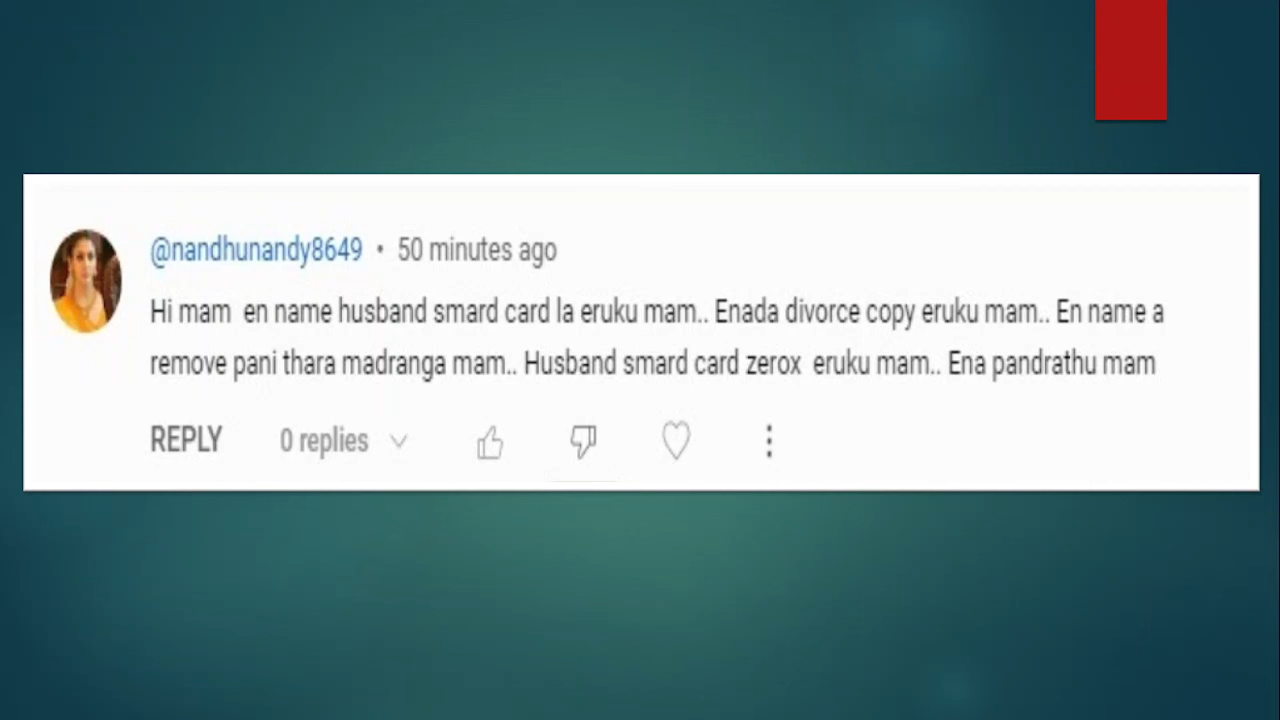 @nandhunandy8649 • 50 minutes ago
Hi mam en name husband smard card la eruku mam.. Enada divorce copy eruku mam.. En name a
remove pani thara madranga mam.. Husband smard card zerox eruku mam.. Ena pandrathu mam
REPLY 0 replies